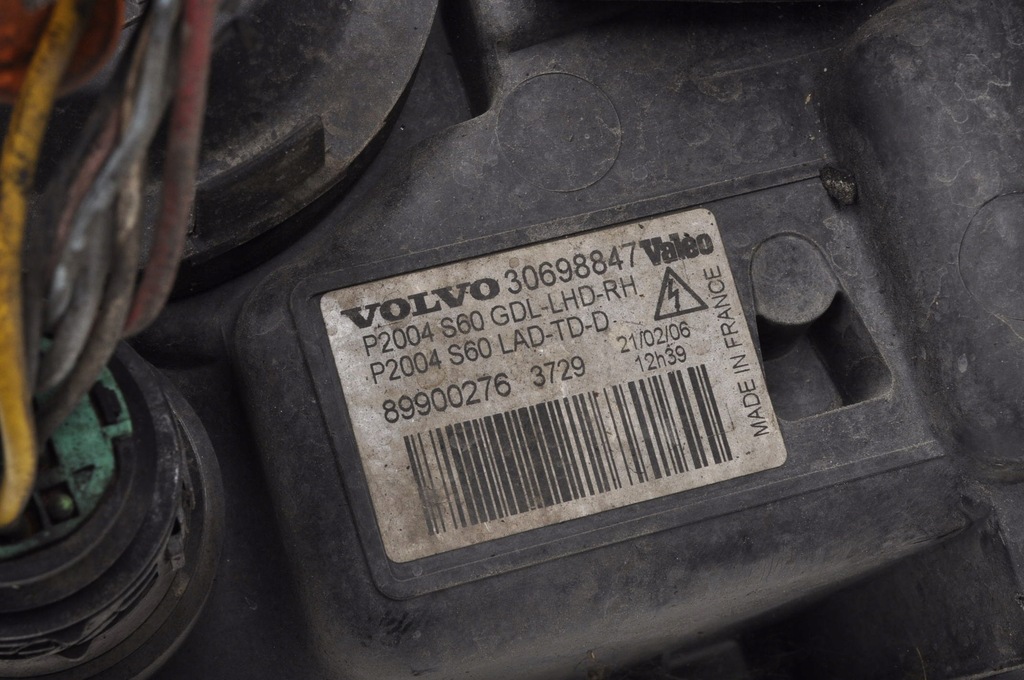 VOLVO 30698847 Valeo
P2004 S60 GDL-LHD-RH
P2004 S60 LAD-TD-D
21/02/06
89900276 3729 12h39
MADE IN FRANCE